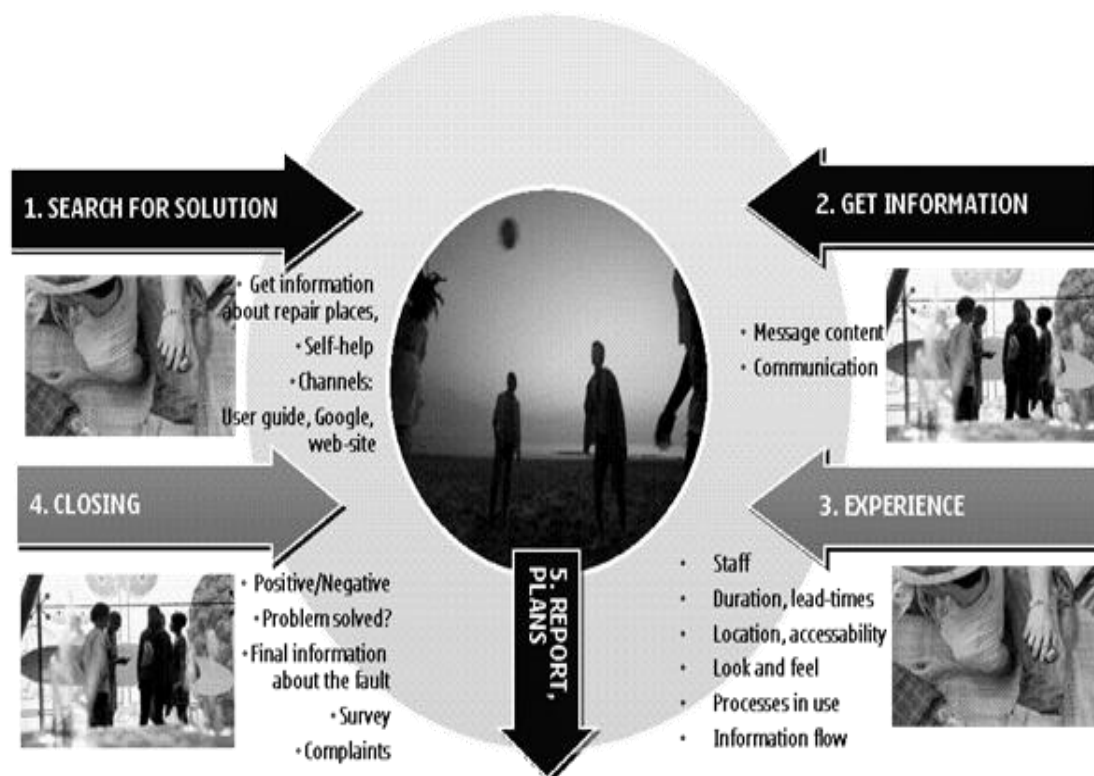 1. SEARCH FOR SOLUTION
• Get information
about repair places,
• Self-help
• Channels:
User guide, Google,
web-site
2. GET INFORMATION
• Message content
• Communication
3. EXPERIENCE
• Staff
• Duration, lead-times
• Location, accessability
• Look and feel
• Processes in use
• Information flow
4. CLOSING
• Positive/Negative
• Problem solved?
• Final information
about the fault
• Survey
• Complaints
5. REPORT,
PLANS